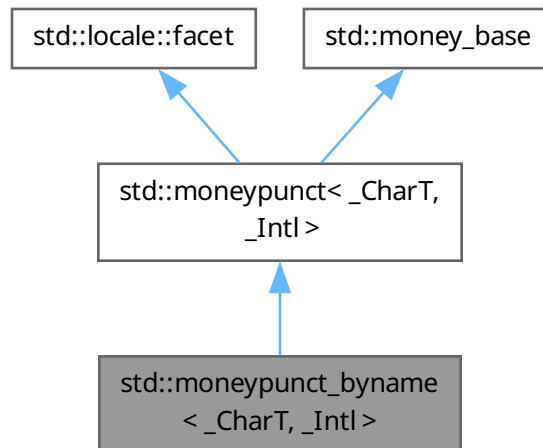 std::locale::facet
std::money_base
std::moneypunct< _CharT,
_Intl >
std::moneypunct_byname
< _CharT, _Intl >